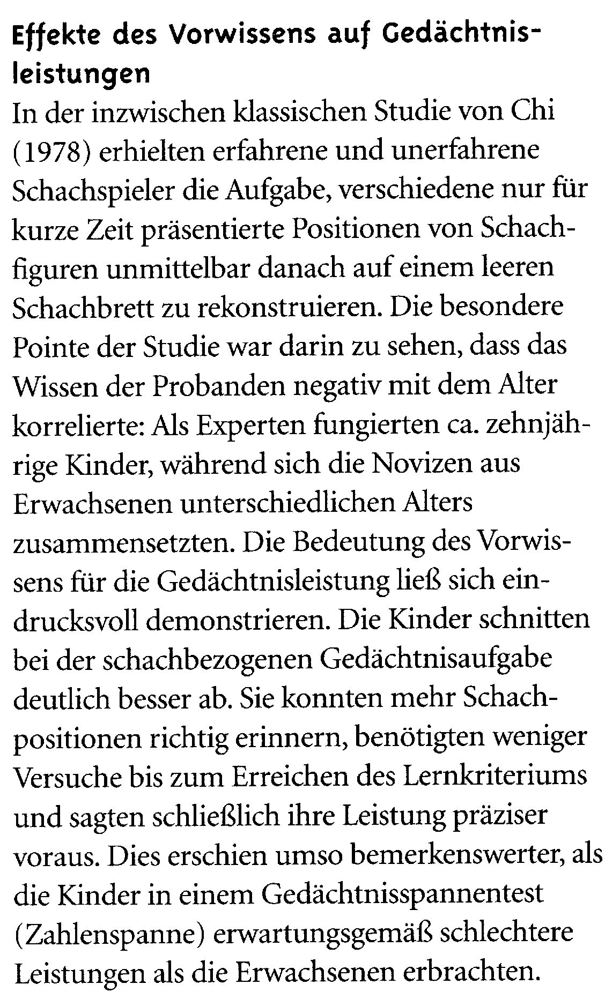 Effekte des Vorwissens auf Gedächtnis-
leistungen
In der inzwischen klassischen Studie von Chi
(1978) erhielten erfahrene und unerfahrene
Schachspieler die Aufgabe, verschiedene nur für
kurze Zeit präsentierte Positionen von Schach-
figuren unmittelbar danach auf einem leeren
Schachbrett zu rekonstruieren. Die besondere
Pointe der Studie war darin zu sehen, dass das
Wissen der Probanden negativ mit dem Alter
korrelierte: Als Experten fungierten ca. zehnjäh-
rige Kinder, während sich die Novizen aus
Erwachsenen unterschiedlichen Alters
zusammensetzten. Die Bedeutung des Vorwis-
sens für die Gedächtnisleistung ließ sich ein-
drucksvoll demonstrieren. Die Kinder schnitten
bei der schachbezogenen Gedächtnisaufgabe
deutlich besser ab. Sie konnten mehr Schach-
positionen richtig erinnern, benötigten weniger
Versuche bis zum Erreichen des Lernkriteriums
und sagten schließlich ihre Leistung präziser
voraus. Dies erschien umso bemerkenswerter, als
die Kinder in einem Gedächtnisspannentest
(Zahlenspanne) erwartungsgemäß schlechtere
Leistungen als die Erwachsenen erbrachten.